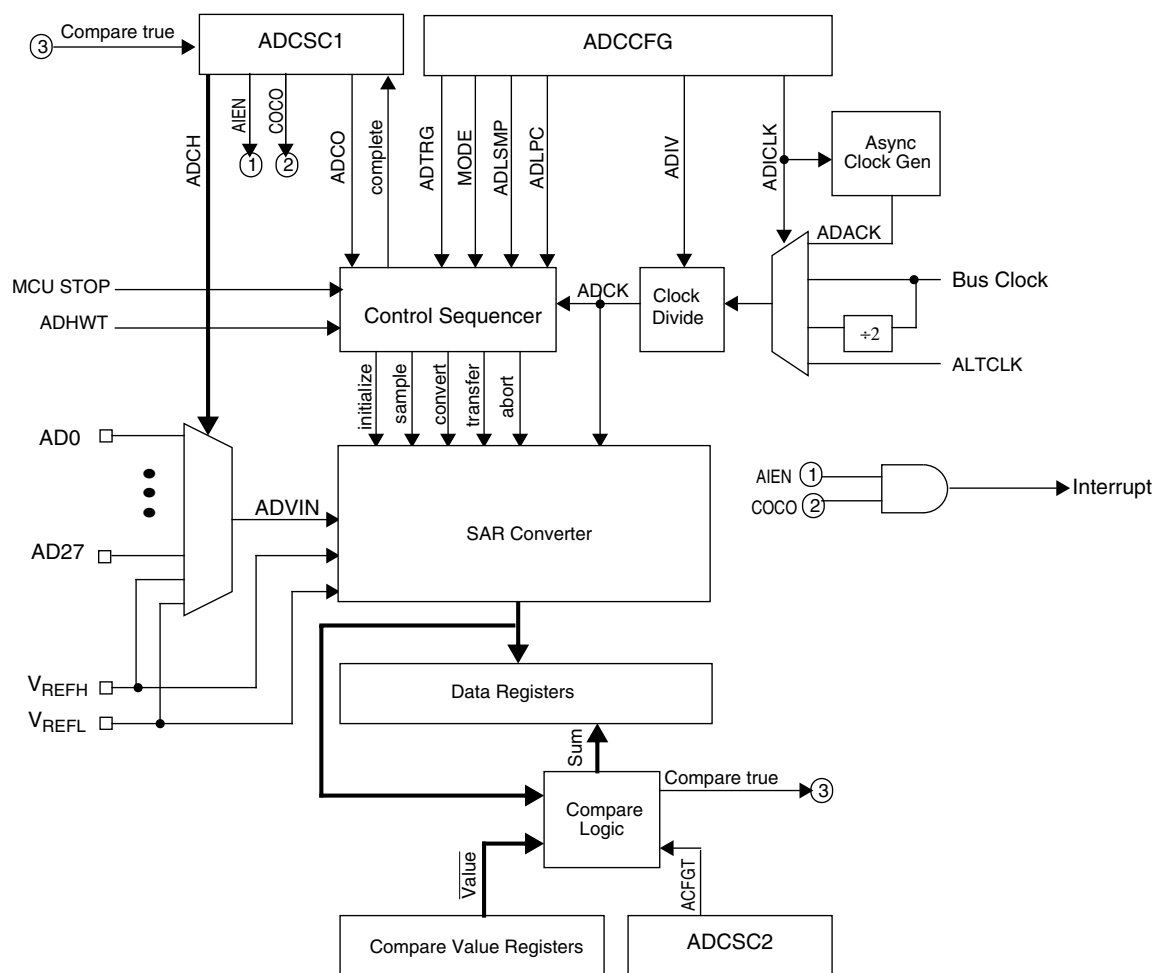 3 Compare true
ADCSC1
ADCCFG
ADCH
AIEN
COCO
ADCO
complete
ADTRG
MODE
ADLSMP
ADLPC
ADIV
ADICLK
Async
Clock Gen
1
2
ADACK
MCU STOP
ADHWT
Control Sequencer
ADCK
Clock
Divide
Bus Clock
÷2
ALTCLK
initialize
sample
convert
transfer
abort
AD0
AD27
ADVIN
SAR Converter
AIEN 1
COCO 2
Interrupt
VREFH
VREFL
Data Registers
Sum
Compare
Logic
Compare true 3
Value
ACFGT
Compare Value Registers
ADCSC2